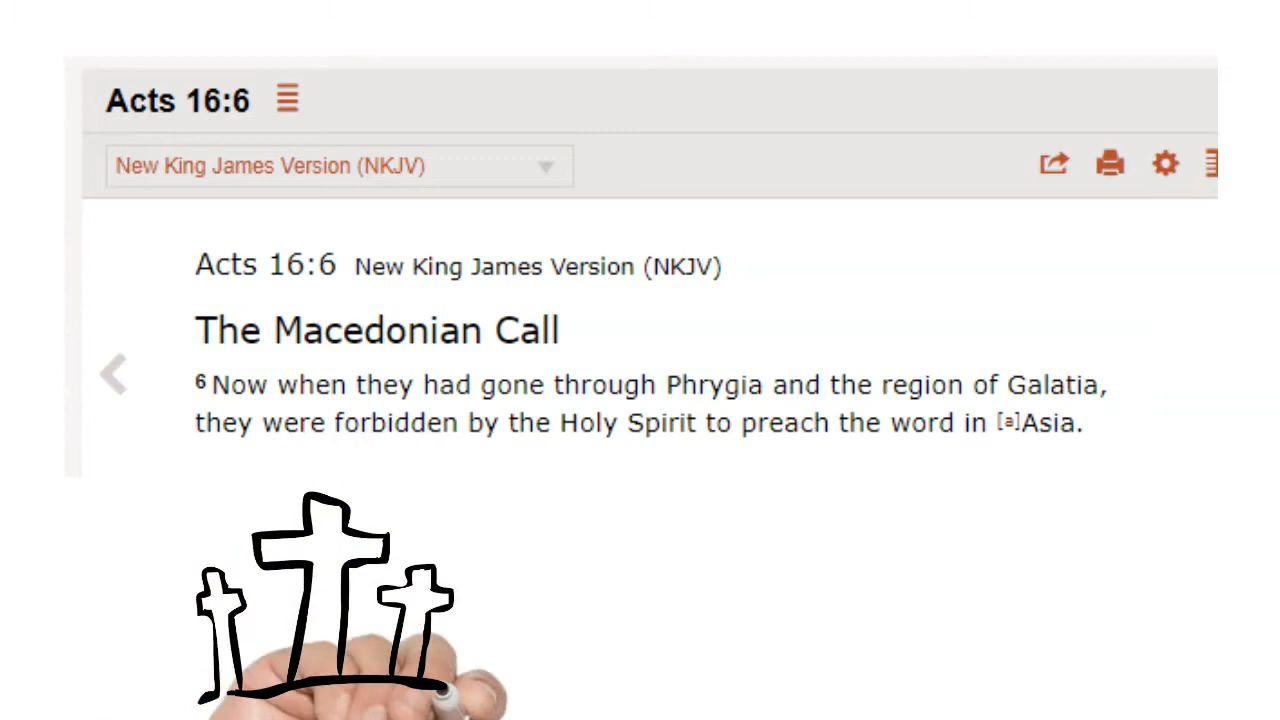 Acts 16:6
New King James Version (NKJV)
Acts 16:6 New King James Version (NKJV)
The Macedonian Call
6 Now when they had gone through Phrygia and the region of Galatia,
they were forbidden by the Holy Spirit to preach the word in [a]Asia.